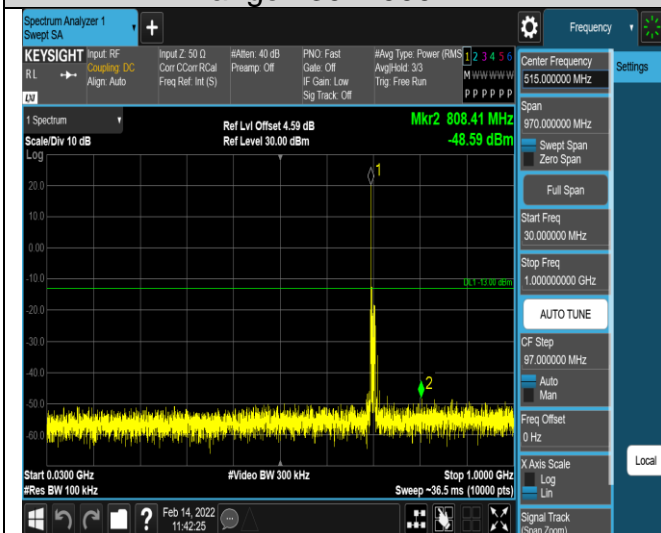 Spectrum Analyzer 1
Swept SA
+
Frequency
KEYSIGHT
RL
LXI
Input: RF
Coupling: DC
Align: Auto
Input Z: 50 Ω
Corr CCorr RCal
Freq Ref: Int (S)
#Atten: 40 dB
Preamp: Off
PNO: Fast
Gate: Off
IF Gain: Low
Sig Track: Off
#Avg Type: Power (RMS
Avg|Hold: 3/3
Trig: Free Run
1 2 3 4 5 6
M W W W W W
P P P P P P
1 Spectrum
Scale/Div 10 dB
Log
Ref Lvl Offset 4.59 dB
Ref Level 30.00 dBm
Mkr2 808.41 MHz
-48.59 dBm
1
20.0
10.0
0.00
-10.0
DL1 -13.00 dBm
-20.0
-30.0
-40.0
2
-50.0
-60.0
Start 0.0300 GHz
#Res BW 100 kHz
#Video BW 300 kHz
Stop 1.0000 GHz
Sweep ~36.5 ms (10000 pts)
?
Feb 14, 2022
11:42:25
Center Frequency
515.000000 MHz
Span
970.000000 MHz
Swept Span
Zero Span
Full Span
Start Freq
30.000000 MHz
Stop Freq
1.000000000 GHz
AUTO TUNE
CF Step
97.000000 MHz
Auto
Man
Freq Offset
0 Hz
X Axis Scale
Log
Lin
Signal Track
(Span Zoom)
Settings
Local